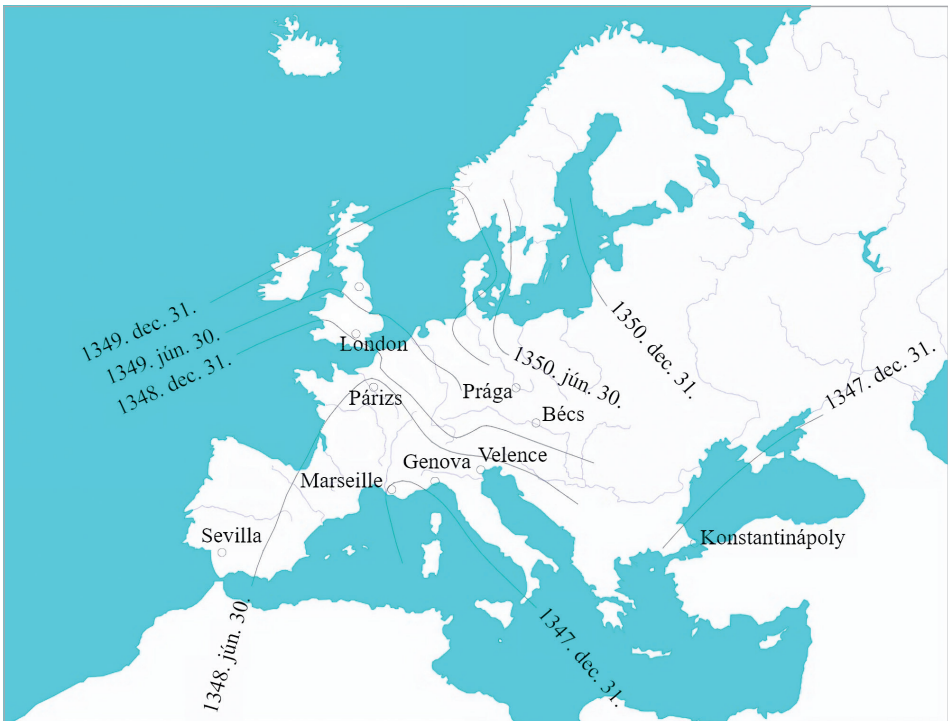 1349. dec. 31.
1349. jún. 30.
1348. dec. 31.
London
1350. dec. 31.
1350. jún. 30.
1347. dec. 31.
Párizs
Prága
Bécs
Genova
Velence
Marseille
Sevilla
Konstantinápoly
1348. jún. 30.
1347. dec. 31.